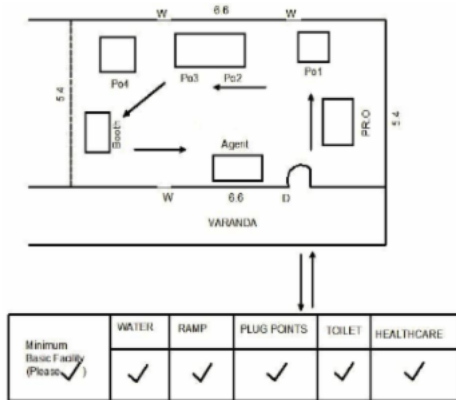 W 6.6 W
Po4 Po3 Po2 Po1
5.4
5.4
Booth
PR.O
Agent
W 6.6 D
VARANDA
Minimum
Basic Facility
(Please ✓ )
WATER RAMP PLUG POINTS TOILET HEALTHCARE
✓ ✓ ✓ ✓ ✓